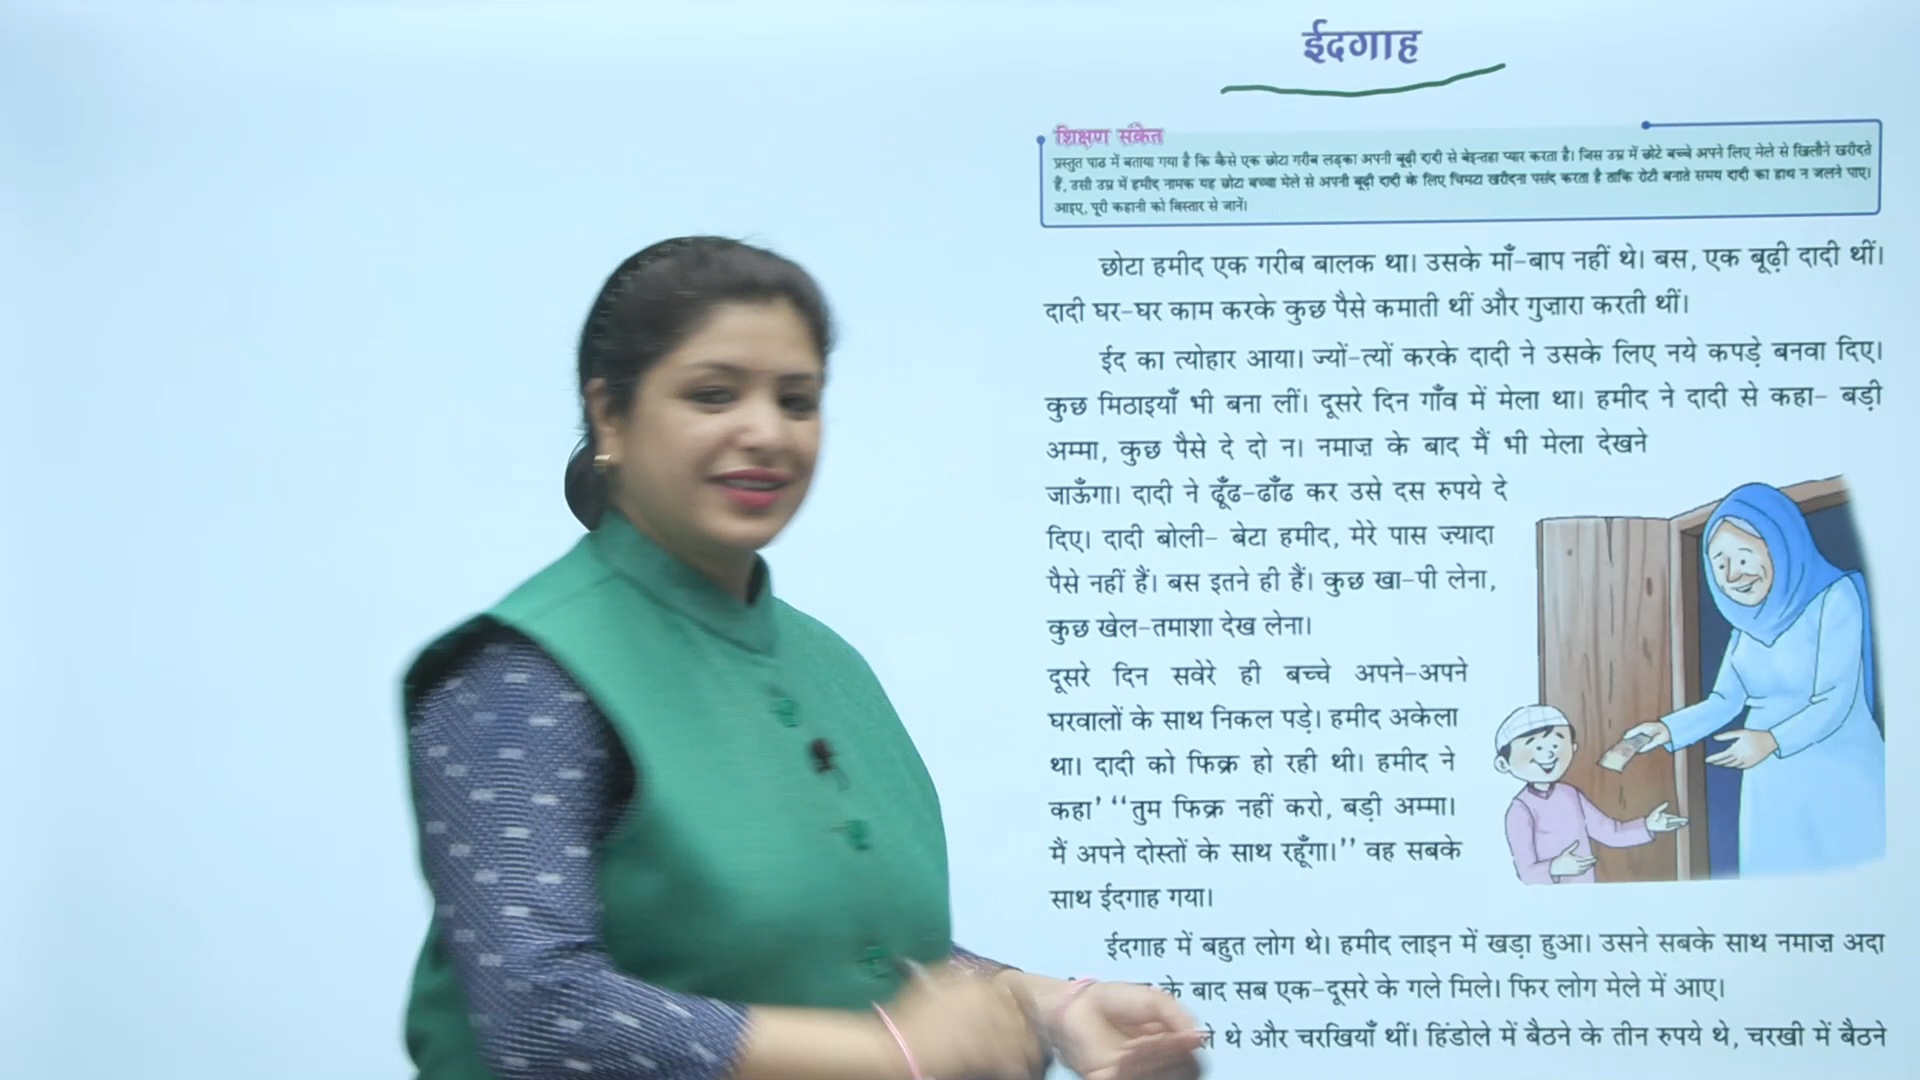 ईदगाह
शिक्षण संकेत
प्रस्तुत पाठ में बताया गया है कि कैसे एक छोटा गरीब लड़का अपनी बूढ़ी दादी से बेइन्तहा प्यार करता है। जिस उम्र में छोटे बच्चे अपने लिए मेले से खिलौने खरीदते
हैं, उसी उम्र में हमीद नामक यह छोटा बच्चा मेले से अपनी बूढ़ी दादी के लिए चिमटा खरीदना पसंद करता है ताकि रोटी बनाते समय दादी का हाथ न जलने पाए।
आइए, पूरी कहानी को विस्तार से जानें।
छोटा हमीद एक गरीब बालक था। उसके माँ-बाप नहीं थे। बस, एक बूढ़ी दादी थीं।
दादी घर-घर काम करके कुछ पैसे कमाती थीं और गुज़ारा करती थीं।
ईद का त्योहार आया। ज्यों-त्यों करके दादी ने उसके लिए नये कपड़े बनवा दिए।
कुछ मिठाइयाँ भी बना लीं। दूसरे दिन गाँव में मेला था। हमीद ने दादी से कहा- बड़ी
अम्मा, कुछ पैसे दे दो न। नमाज़ के बाद मैं भी मेला देखने
जाऊँगा। दादी ने ढूँढ-ढाँढ कर उसे दस रुपये दे
दिए। दादी बोली- बेटा हमीद, मेरे पास ज़्यादा
पैसे नहीं हैं। बस इतने ही हैं। कुछ खा-पी लेना,
कुछ खेल-तमाशा देख लेना।
दूसरे दिन सवेरे ही बच्चे अपने-अपने
घरवालों के साथ निकल पड़े। हमीद अकेला
था। दादी को फिक्र हो रही थी। हमीद ने
कहा' ‘‘तुम फिक्र नहीं करो, बड़ी अम्मा।
मैं अपने दोस्तों के साथ रहूँगा।’’ वह सबके
साथ ईदगाह गया।
ईदगाह में बहुत लोग थे। हमीद लाइन में खड़ा हुआ। उसने सबके साथ नमाज़ अदा
के बाद सब एक-दूसरे के गले मिले। फिर लोग मेले में आए।
थे और चरखियाँ थीं। हिंडोले में बैठने के तीन रुपये थे, चरखी में बैठने